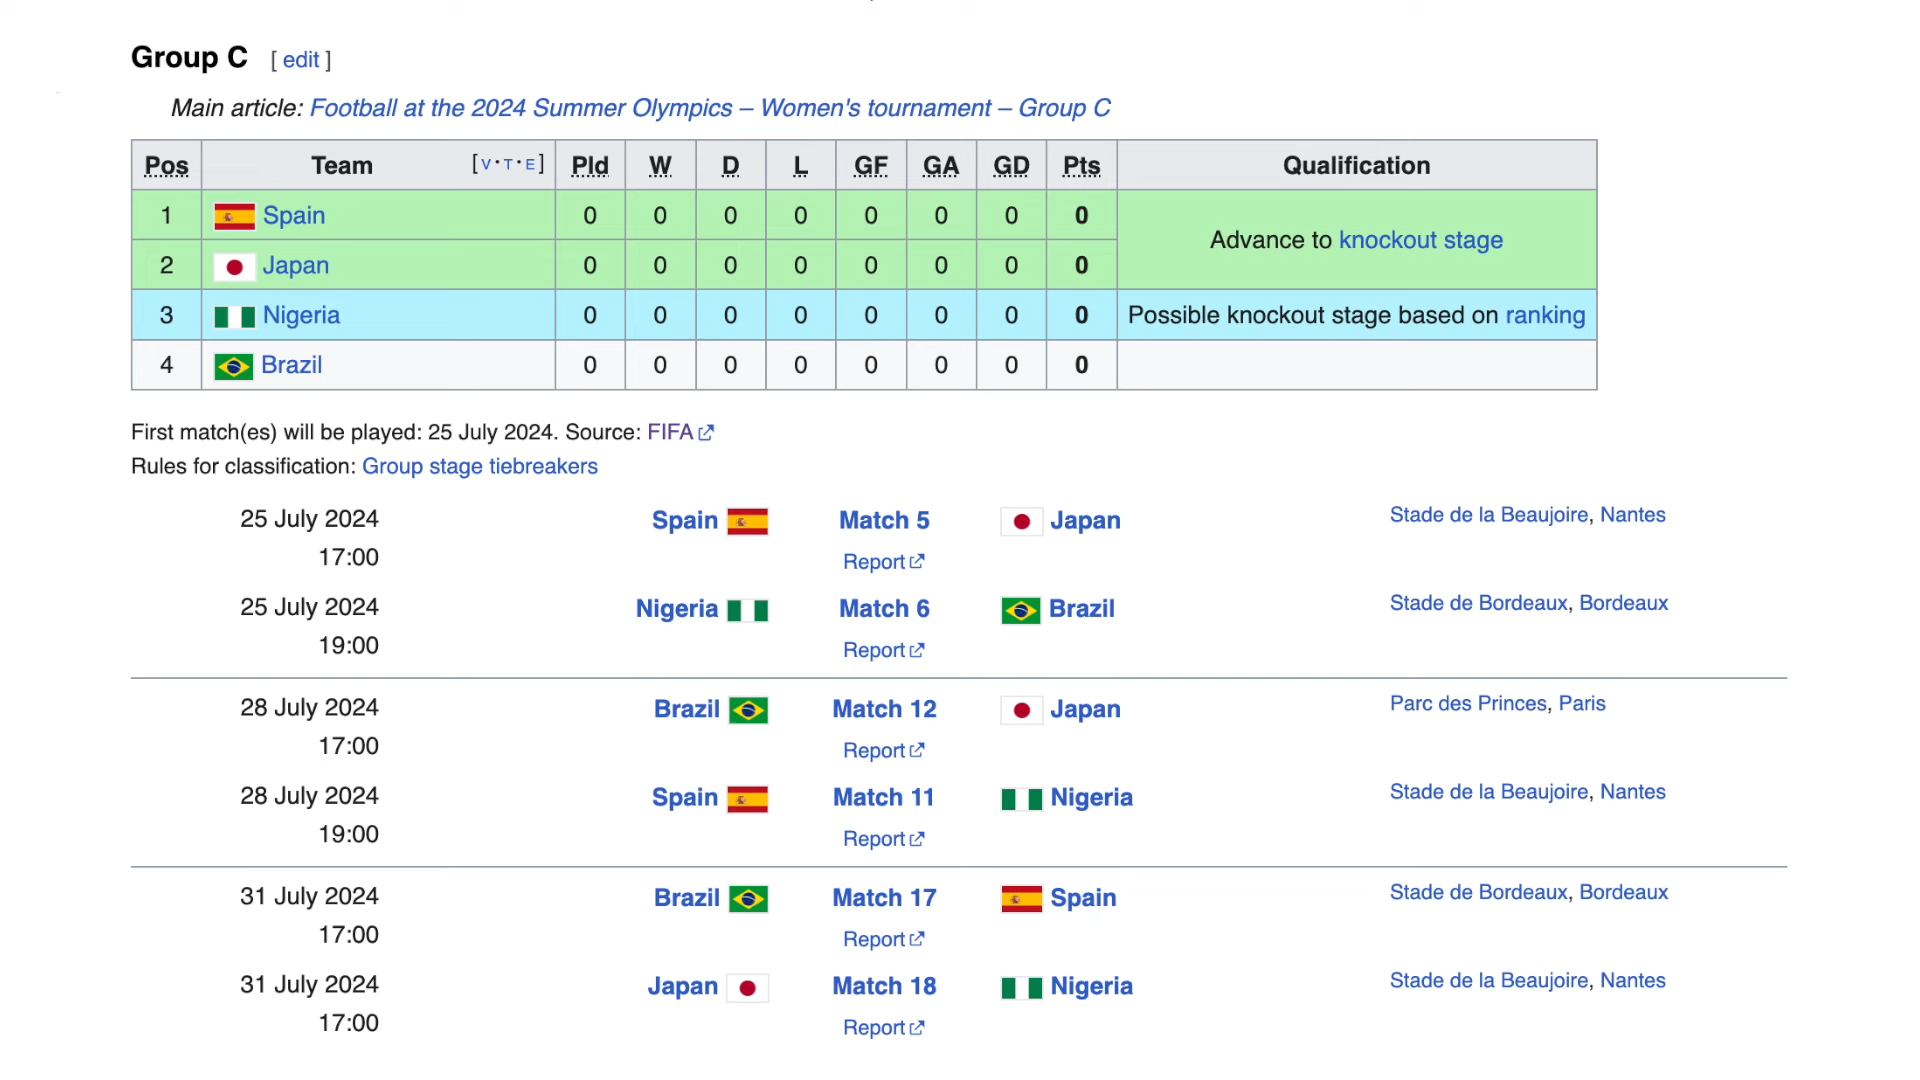 Group C [ edit ]
Main article: Football at the 2024 Summer Olympics – Women's tournament – Group C
Pos Team [V·T·E] Pld W D L GF GA GD Pts Qualification
1 Spain 0 0 0 0 0 0 0 0 Advance to knockout stage
2 Japan 0 0 0 0 0 0 0 0
3 Nigeria 0 0 0 0 0 0 0 0 Possible knockout stage based on ranking
4 Brazil 0 0 0 0 0 0 0 0
First match(es) will be played: 25 July 2024. Source: FIFA
Rules for classification: Group stage tiebreakers
25 July 2024 Spain Match 5 Japan Stade de la Beaujoire, Nantes
17:00 Report
25 July 2024 Nigeria Match 6 Brazil Stade de Bordeaux, Bordeaux
19:00 Report
28 July 2024 Brazil Match 12 Japan Parc des Princes, Paris
17:00 Report
28 July 2024 Spain Match 11 Nigeria Stade de la Beaujoire, Nantes
19:00 Report
31 July 2024 Brazil Match 17 Spain Stade de Bordeaux, Bordeaux
17:00 Report
31 July 2024 Japan Match 18 Nigeria Stade de la Beaujoire, Nantes
17:00 Report